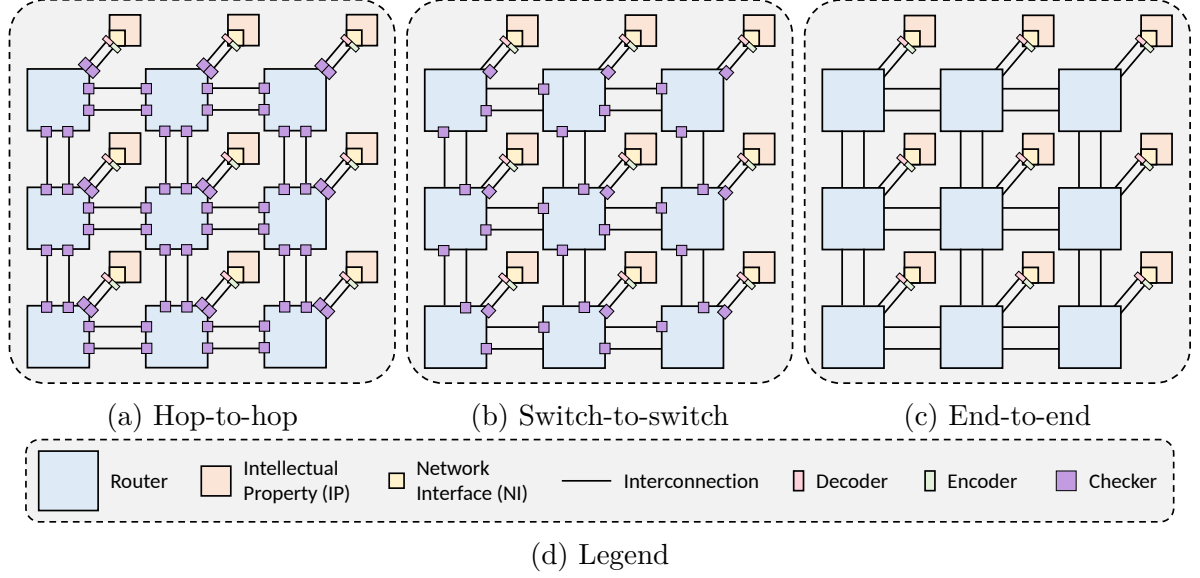 (a) Hop-to-hop
(b) Switch-to-switch
(c) End-to-end
Router
Intellectual
Property (IP)
Network
Interface (NI)
Interconnection
Decoder
Encoder
Checker
(d) Legend